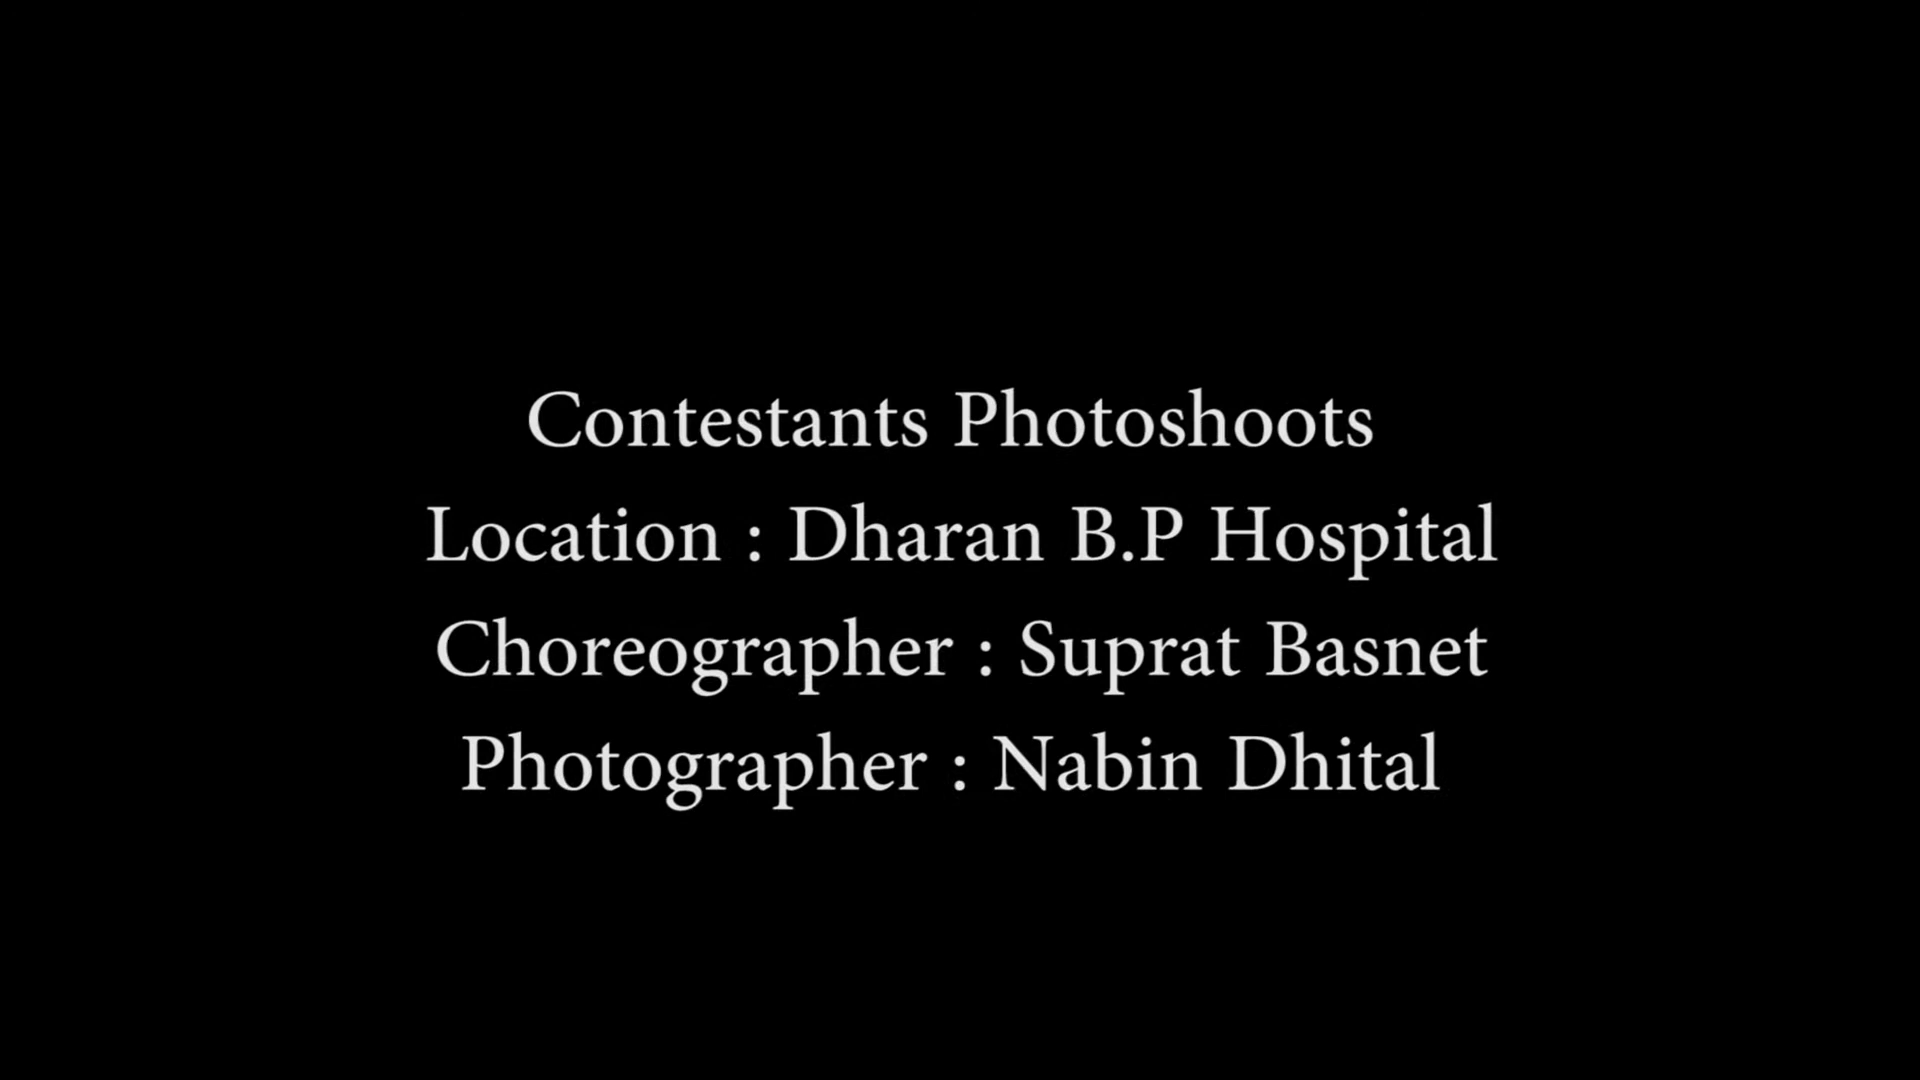 Contestants Photoshoots
Location : Dharan B.P Hospital
Choreographer : Suprat Basnet
Photographer : Nabin Dhital